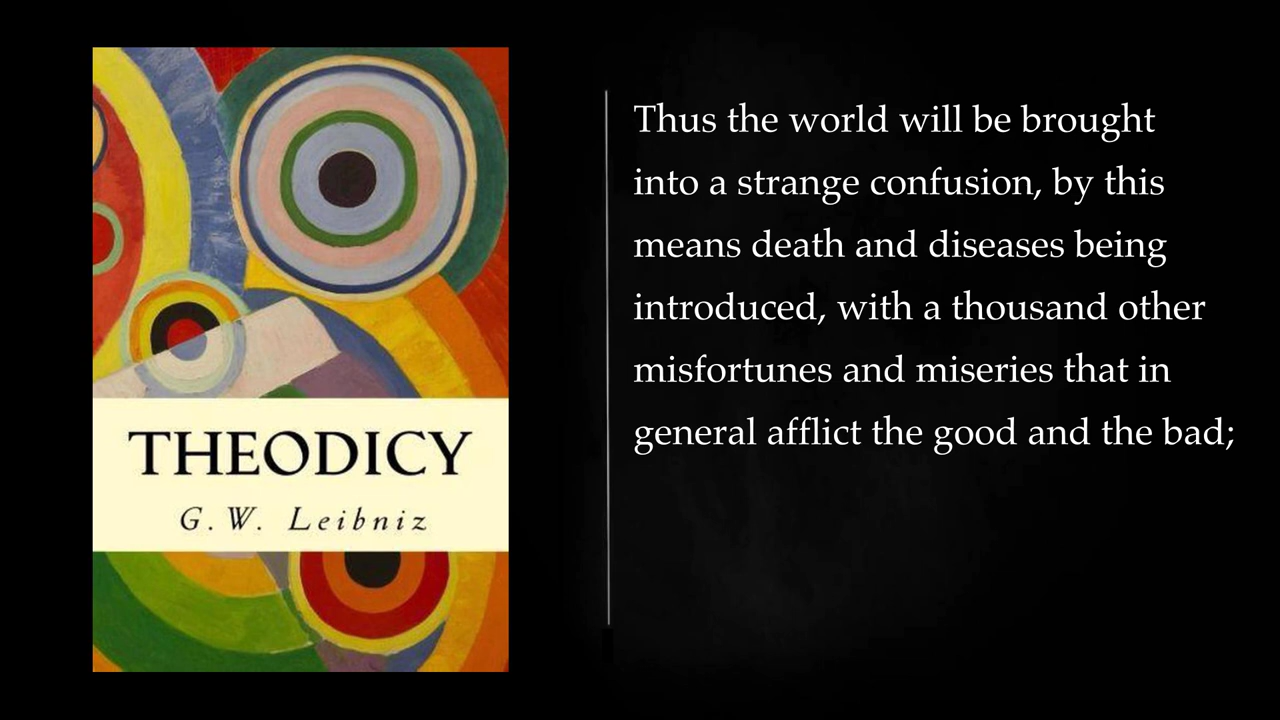 THEODICY
G. W. Leibniz
Thus the world will be brought
into a strange confusion, by this
means death and diseases being
introduced, with a thousand other
misfortunes and miseries that in
general afflict the good and the bad;